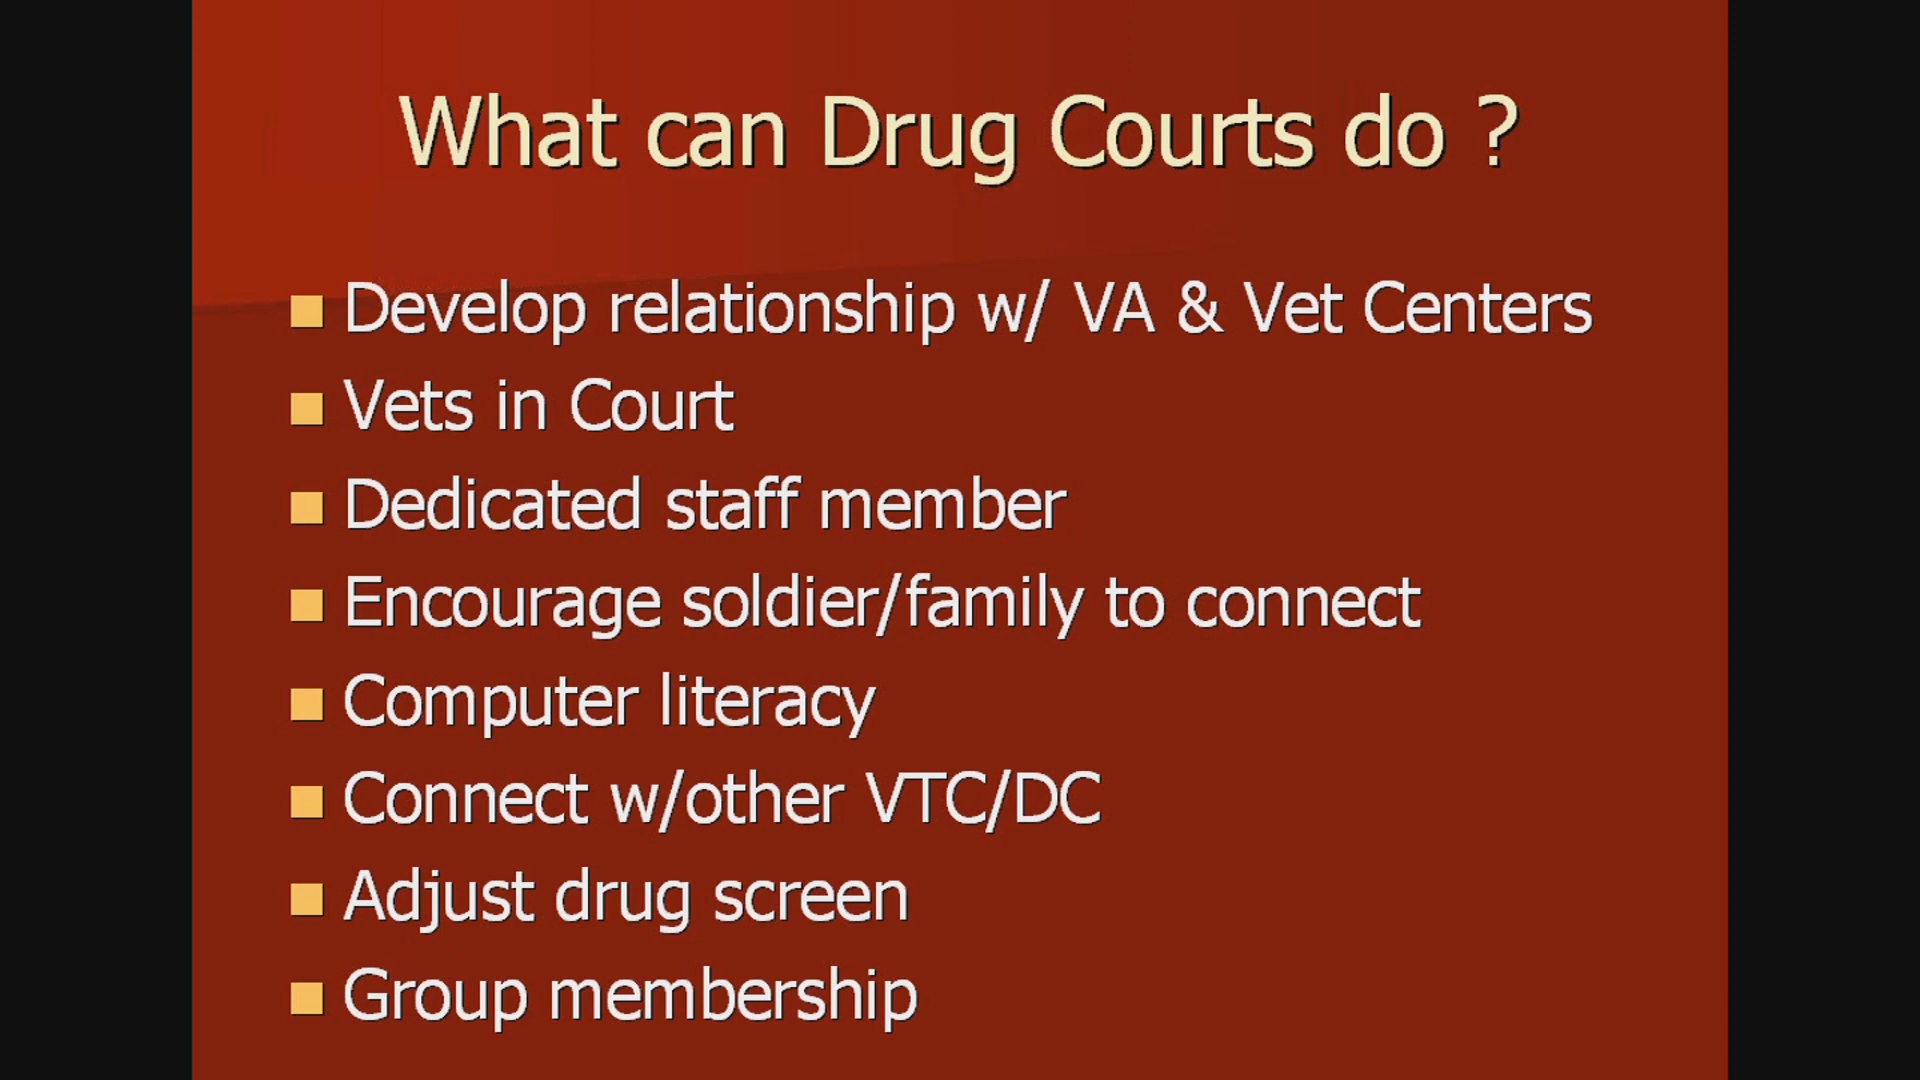 What can Drug Courts do ?
Develop relationship w/ VA & Vet Centers
Vets in Court
Dedicated staff member
Encourage soldier/family to connect
Computer literacy
Connect w/other VTC/DC
Adjust drug screen
Group membership